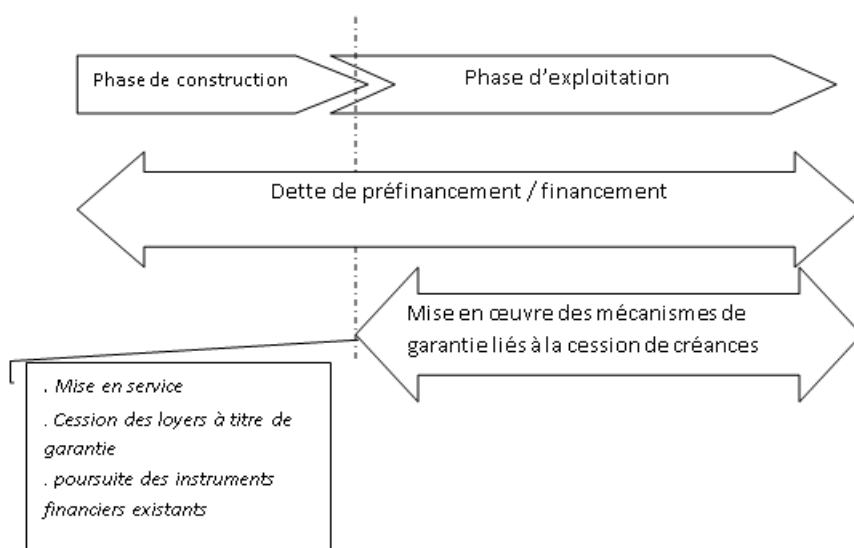 Phase de construction
Phase d'exploitation
Dette de préfinancement / financement
Mise en œuvre des mécanismes de
garantie liés à la cession de créances
. Mise en service
. Cession des loyers à titre de
garantie
. poursuite des instruments
financiers existants